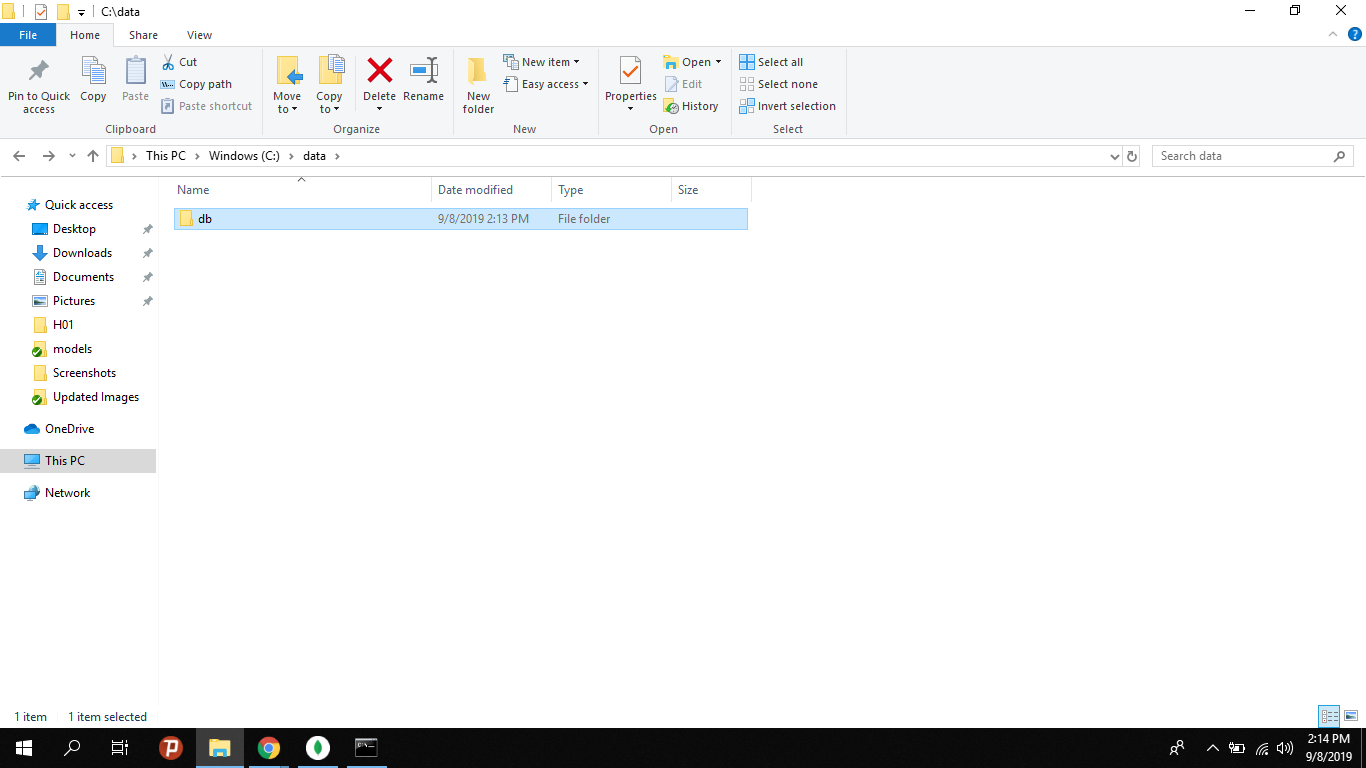 C:\data
File Home Share View
Pin to Quick access
Copy
Paste
Cut
Copy path
Paste shortcut
Clipboard
Move to
Copy to
Delete
Rename
Organize
New folder
New item
Easy access
New
Properties
Open
Edit
History
Open
Select all
Select none
Invert selection
Select
This PC Windows (C:) data
Search data
Name Date modified Type Size
db 9/8/2019 2:13 PM File folder
Quick access
Desktop
Downloads
Documents
Pictures
H01
models
Screenshots
Updated Images
OneDrive
This PC
Network
1 item 1 item selected
2:14 PM
9/8/2019